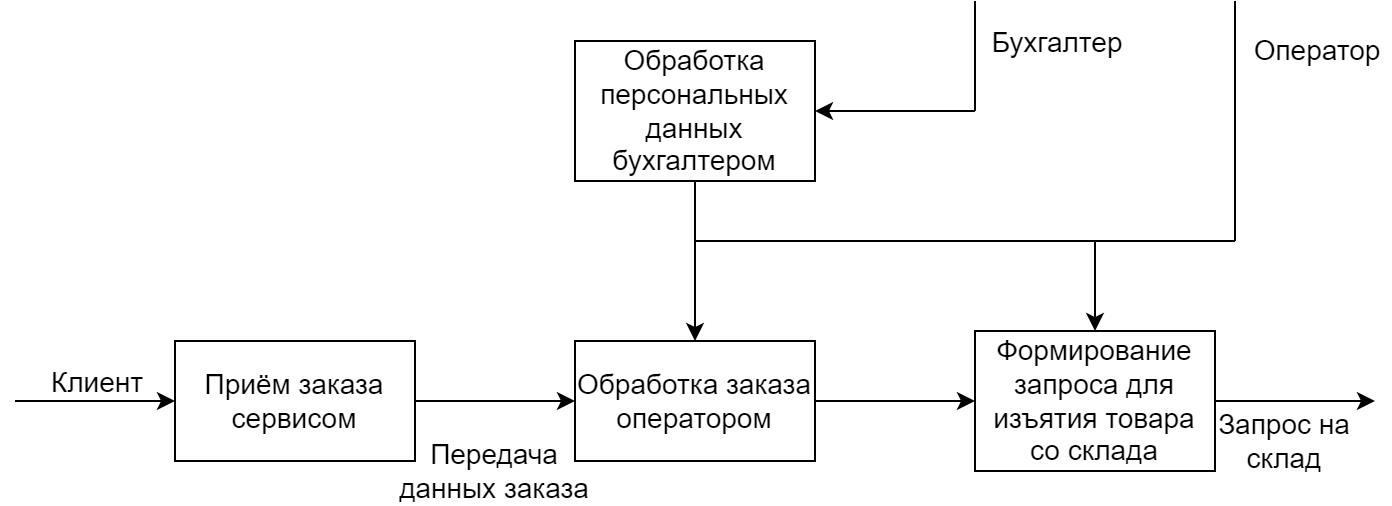 Бухгалтер
Оператор
Обработка
персональных
данных
бухгалтером
Клиент
Приём заказа
сервисом
Передача
данных заказа
Обработка заказа
оператором
Формирование
запроса для
изъятия товара
со склада
Запрос на
склад